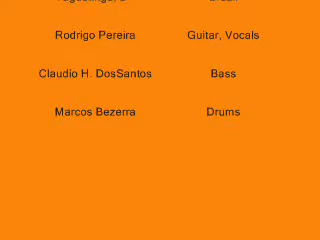 Rodrigo Pereira Guitar, Vocals
Claudio H. DosSantos Bass
Marcos Bezerra Drums